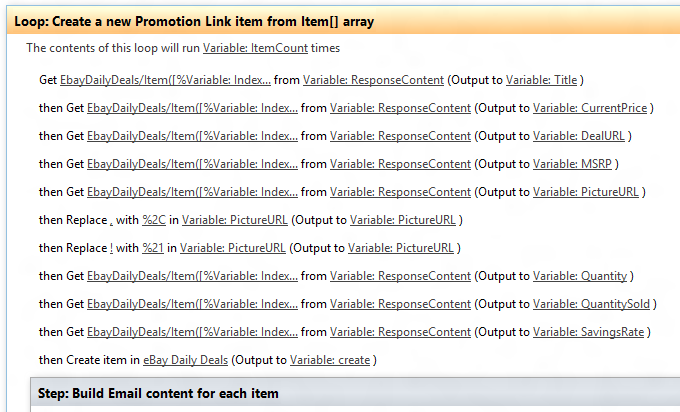 Loop: Create a new Promotion Link item from Item[] array
The contents of this loop will run Variable: ItemCount times
Get EbayDailyDeals/Item([%Variable: Index... from Variable: ResponseContent (Output to Variable: Title )
then Get EbayDailyDeals/Item([%Variable: Index... from Variable: ResponseContent (Output to Variable: CurrentPrice )
then Get EbayDailyDeals/Item([%Variable: Index... from Variable: ResponseContent (Output to Variable: DealURL )
then Get EbayDailyDeals/Item([%Variable: Index... from Variable: ResponseContent (Output to Variable: MSRP )
then Get EbayDailyDeals/Item([%Variable: Index... from Variable: ResponseContent (Output to Variable: PictureURL )
then Replace , with %2C in Variable: PictureURL (Output to Variable: PictureURL )
then Replace ! with %21 in Variable: PictureURL (Output to Variable: PictureURL )
then Get EbayDailyDeals/Item([%Variable: Index... from Variable: ResponseContent (Output to Variable: Quantity )
then Get EbayDailyDeals/Item([%Variable: Index... from Variable: ResponseContent (Output to Variable: QuantitySold )
then Get EbayDailyDeals/Item([%Variable: Index... from Variable: ResponseContent (Output to Variable: SavingsRate )
then Create item in eBay Daily Deals (Output to Variable: create )
Step: Build Email content for each item